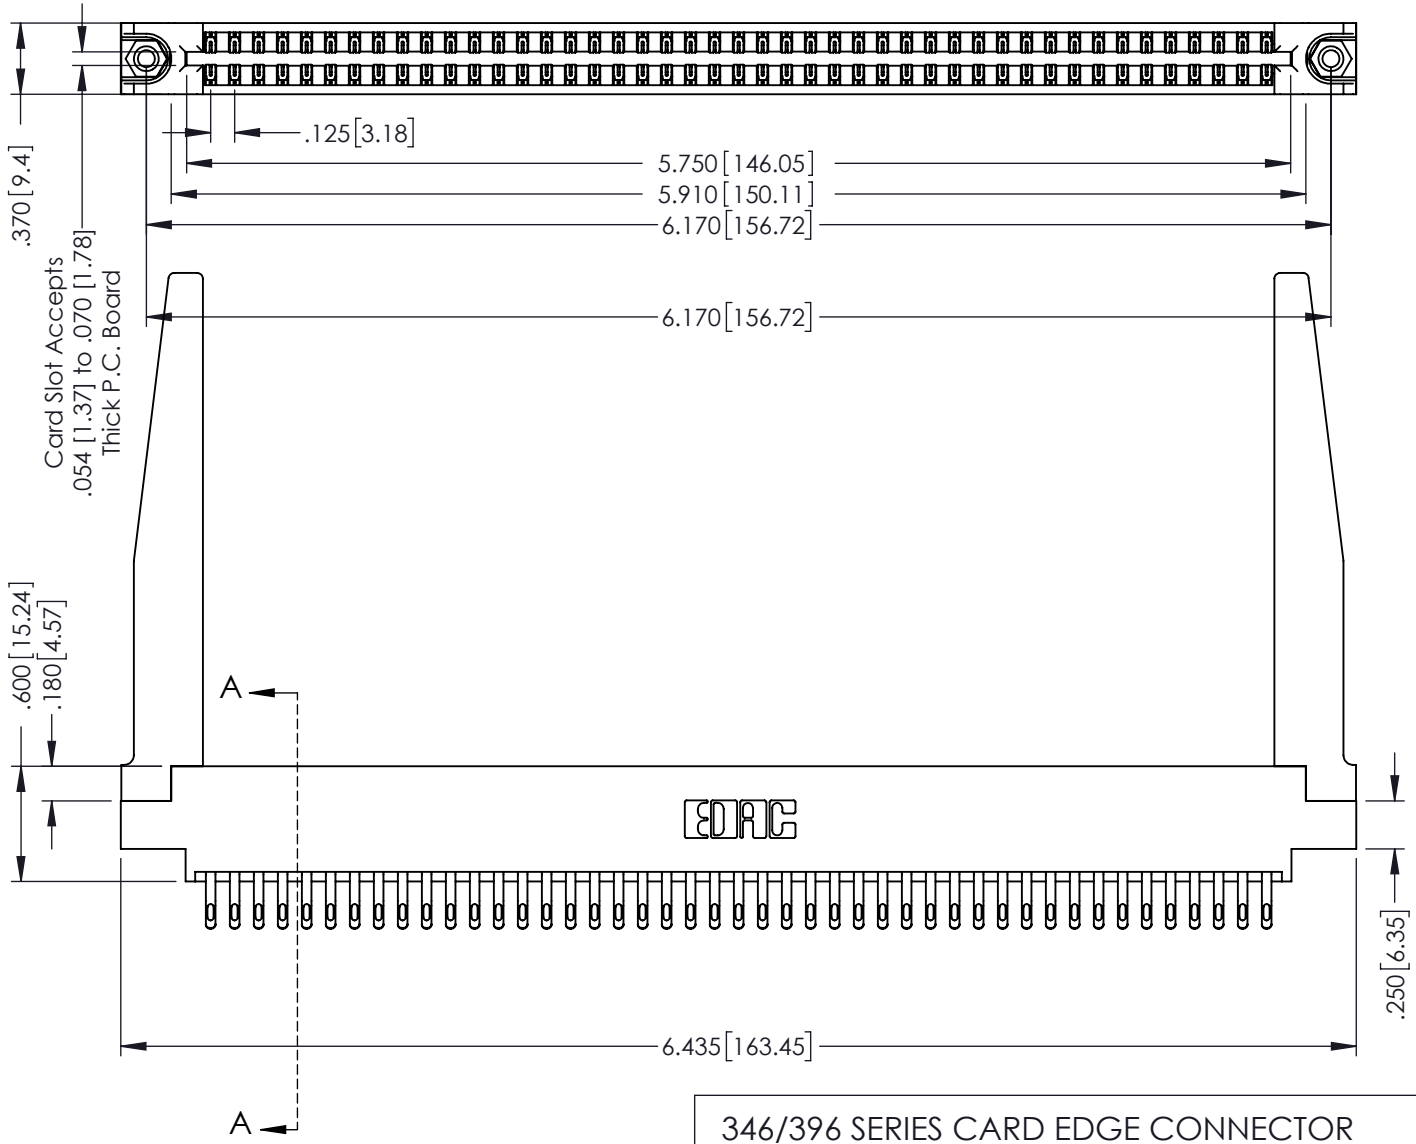 .125[3.18]
5.750[146.05]
5.910[150.11]
6.170[156.72]
.370[9.4]
Card Slot Accepts
.054 [1.37] to .070 [1.78]
Thick P.C. Board
6.170[156.72]
.600[15.24]
.180[4.57]
A
EDAC
.250[6.35]
6.435[163.45]
A
346/396 SERIES CARD EDGE CONNECTOR